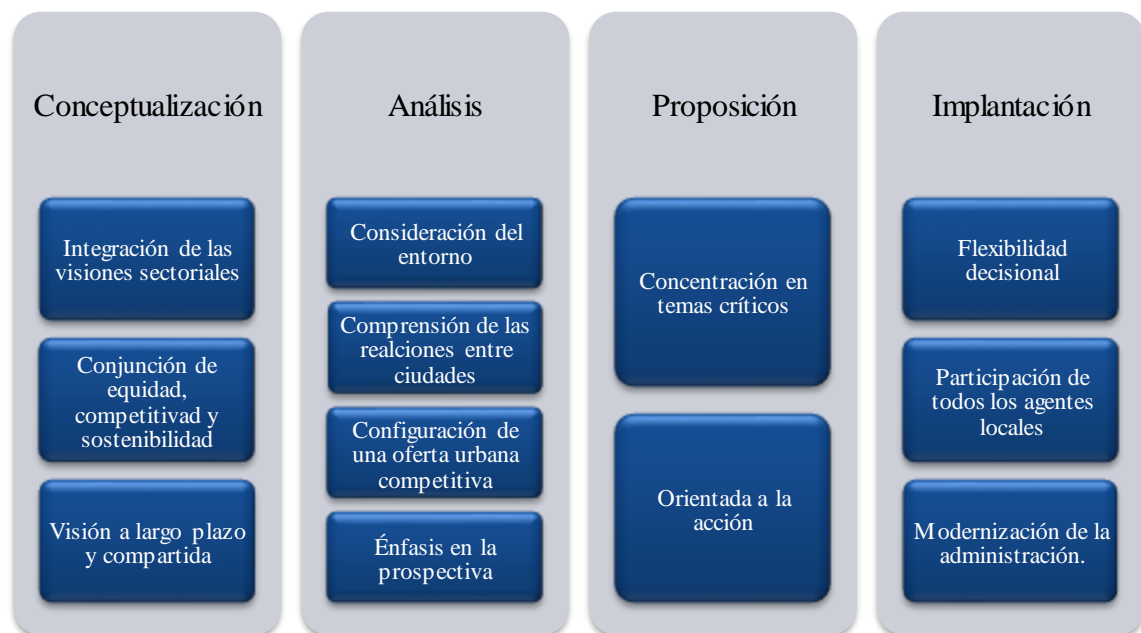 Conceptualización
Integración de las
visiones sectoriales
Conjunción de
equidad,
competitivad y
sostenibilidad
Visión a largo plazo
y compartida
Análisis
Consideración del
entorno
Comprensión de las
realciones entre
ciudades
Configuración de
una oferta urbana
competitiva
Énfasis en la
prospectiva
Proposición
Concentración en
temas críticos
Orientada a la
acción
Implantación
Flexibilidad
decisional
Participación de
todos los agentes
locales
Modernización de la
administración.